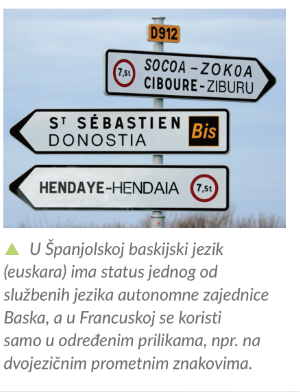 D912
7,5t
SOCOA – ZOKOA
CIBOURE-ZIBURU
ST SÉBASTIEN
DONOSTIA
Bis
HENDAYE-HENDAIA
7,5t
▲ U Španjolskoj baskijski jezik
(euskara) ima status jednog od
službenih jezika autonomne zajednice
Baska, a u Francuskoj se koristi
samo u određenim prilikama, npr. na
dvojezičnim prometnim znakovima.